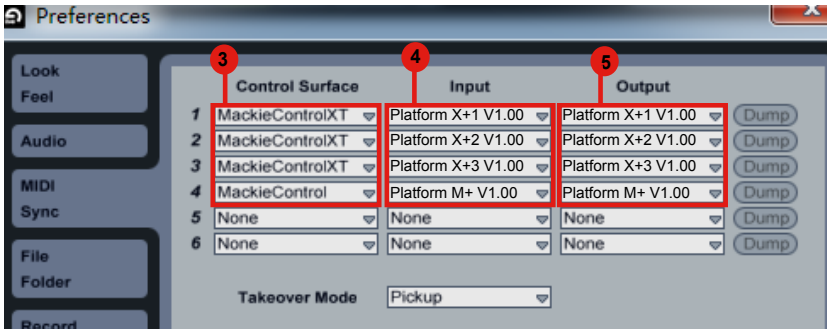 Preferences
Look
Feel
Audio
MIDI
Sync
File
Folder
Record
3 4 5
Control Surface Input Output
1 MackieControlXT Platform X+1 V1.00 Platform X+1 V1.00 Dump
2 MackieControlXT Platform X+2 V1.00 Platform X+2 V1.00 Dump
3 MackieControlXT Platform X+3 V1.00 Platform X+3 V1.00 Dump
4 MackieControl Platform M+ V1.00 Platform M+ V1.00 Dump
5 None None None Dump
6 None None None Dump
Takeover Mode Pickup